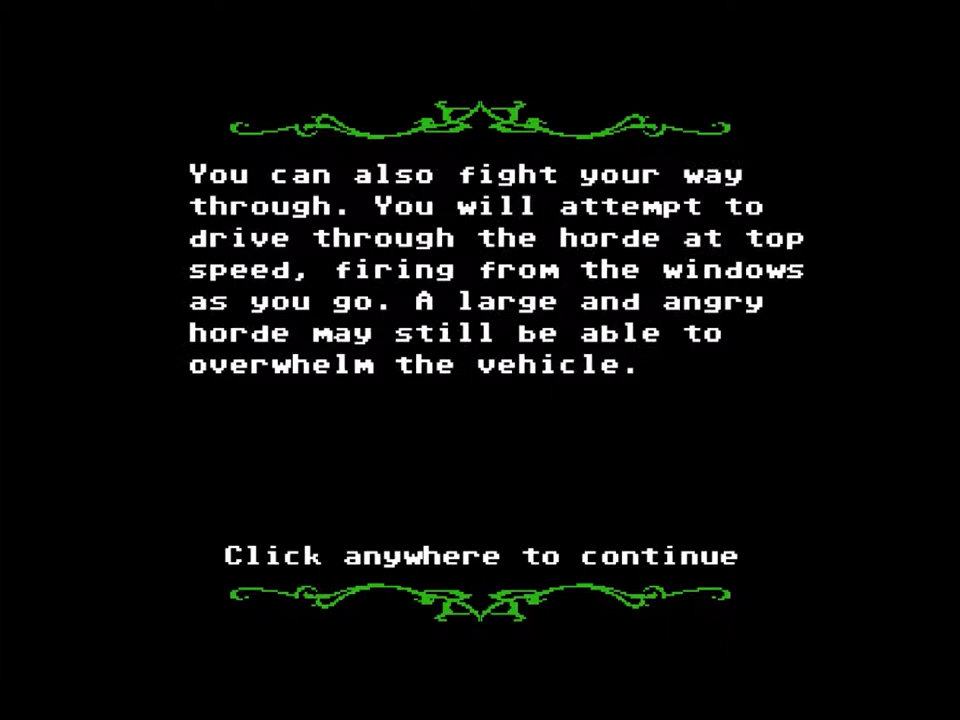 You can also fight your way
through. You will attempt to
drive through the horde at top
speed, firing from the windows
as you go. A large and angry
horde may still be able to
overwhelm the vehicle.
Click anywhere to continue